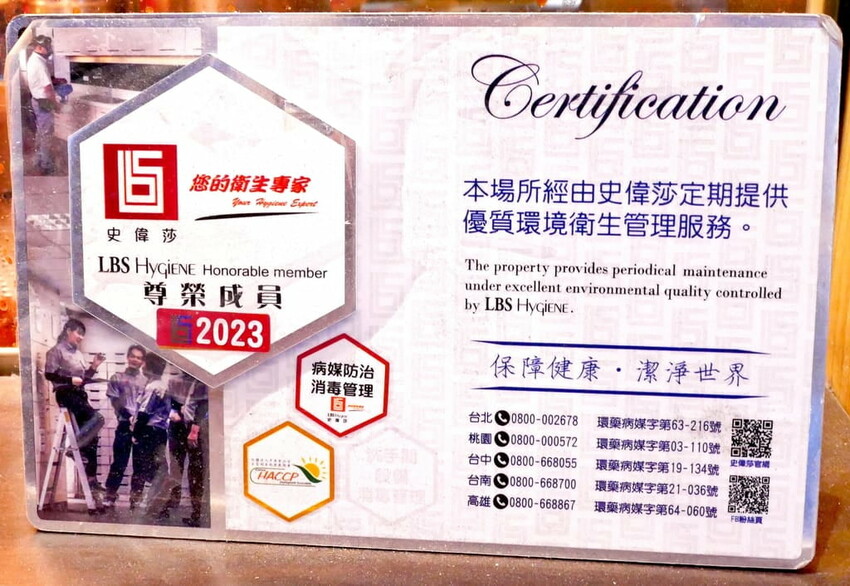 史偉莎
您的衛生專家
Your Hygiene Expert
LBS HYGiENE Honorable member
尊榮成員
2023
病媒防治
消毒管理
HACCP
Certification
本場所經由史偉莎定期提供
優質環境衛生管理服務。
The property provides periodical maintenance
under excellent environmental quality controlled
by LBS HYGiENE.
保障健康・潔淨世界
台北 0800-002678 環藥病媒字第63-216號
桃園 0800-000572 環藥病媒字第03-110號
台中 0800-668055 環藥病媒字第19-134號
台南 0800-668700 環藥病媒字第21-036號
高雄 0800-668867 環藥病媒字第64-060號
史偉莎官網
FB粉絲頁